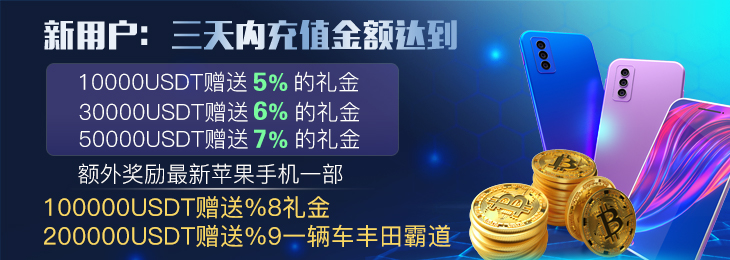 新用户：三天内充值金额达到
10000USDT赠送 5% 的礼金
30000USDT赠送 6% 的礼金
50000USDT赠送 7% 的礼金
额外奖励最新苹果手机一部
100000USDT赠送%8礼金
200000USDT赠送%9一辆车丰田霸道